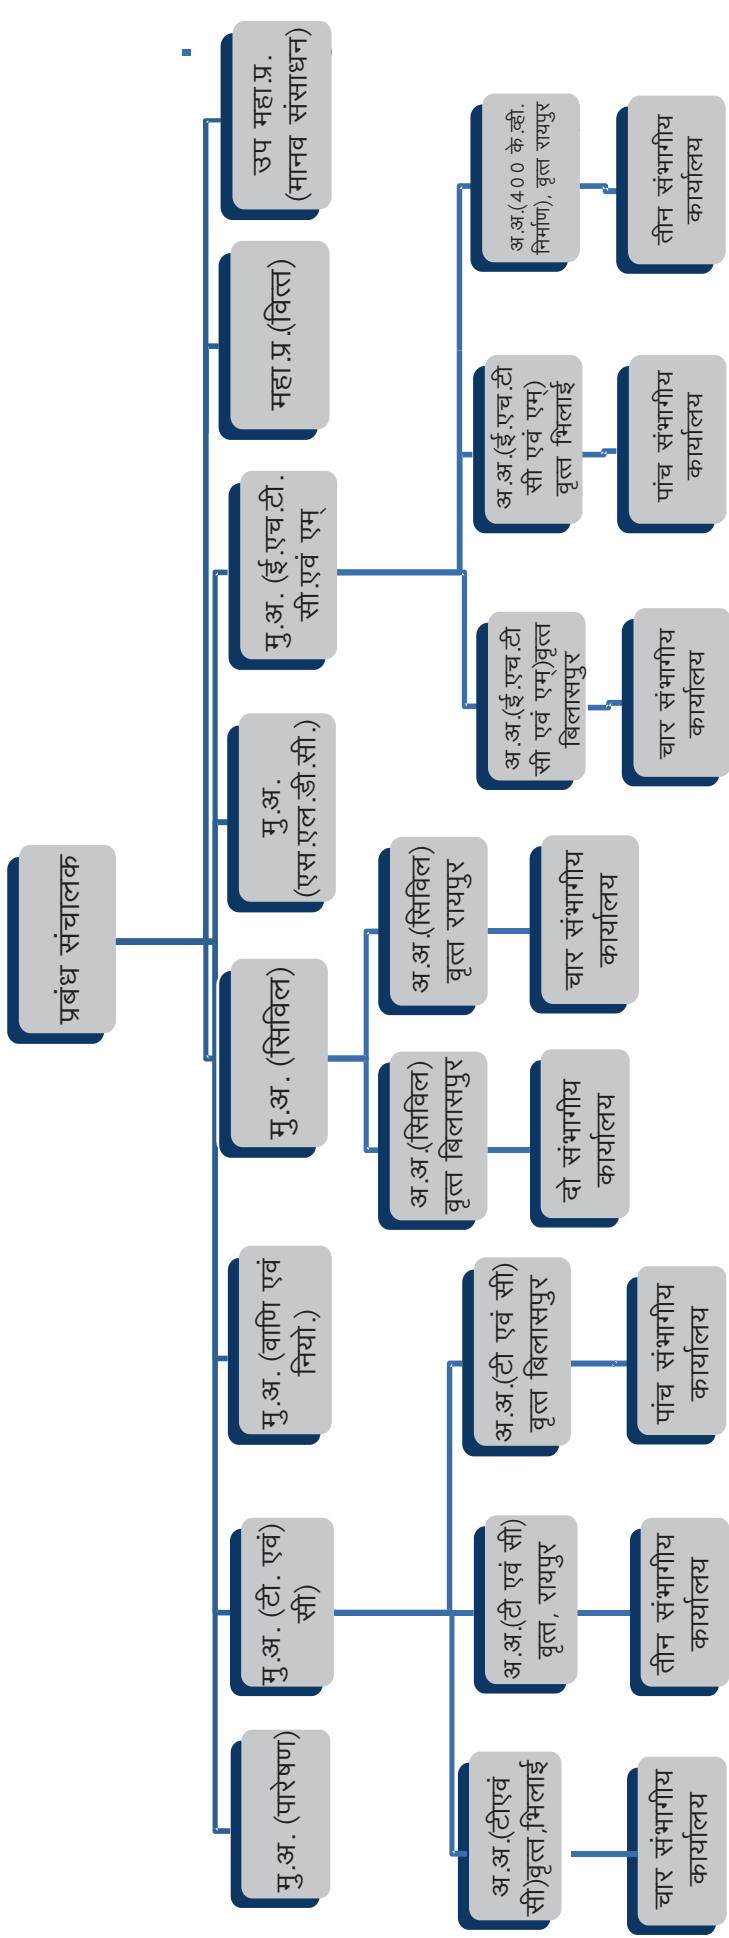 प्रबंध संचालक
मु.अ. (पारेषण)
मु.अ. (टी. एवं
सी)
मु.अ. (वाणि एवं
नियो.)
मु.अ. (सिविल)
मु.अ.
(एस.एल.डी.सी.)
मु.अ. (ई.एच.टी.
सी.एवं एम्
महा.प्र.(वित्त)
उप महा.प्र.
(मानव संसाधन)
अ.अ.(टीएवं
सी)वृत्त,भिलाई
अ.अ.(टी एवं सी)
वृत्त, रायपुर
अ.अ.(टी एवं सी)
वृत्त बिलासपुर
अ.अ.(सिविल)
वृत्त बिलासपुर
अ.अ.(सिविल)
वृत्त रायपुर
अ.अ.(ई.एच.टी
सी एवं एम)वृत्त
बिलासपुर
अ.अ.(ई.एच.टी
सी एवं एम)
वृत्त भिलाई
अ.अ.(400 के.व्ही.
निर्माण), वृत्त रायपुर
चार संभागीय
कार्यालय
तीन संभागीय
कार्यालय
पांच संभागीय
कार्यालय
दो संभागीय
कार्यालय
चार संभागीय
कार्यालय
चार संभागीय
कार्यालय
पांच संभागीय
कार्यालय
तीन संभागीय
कार्यालय